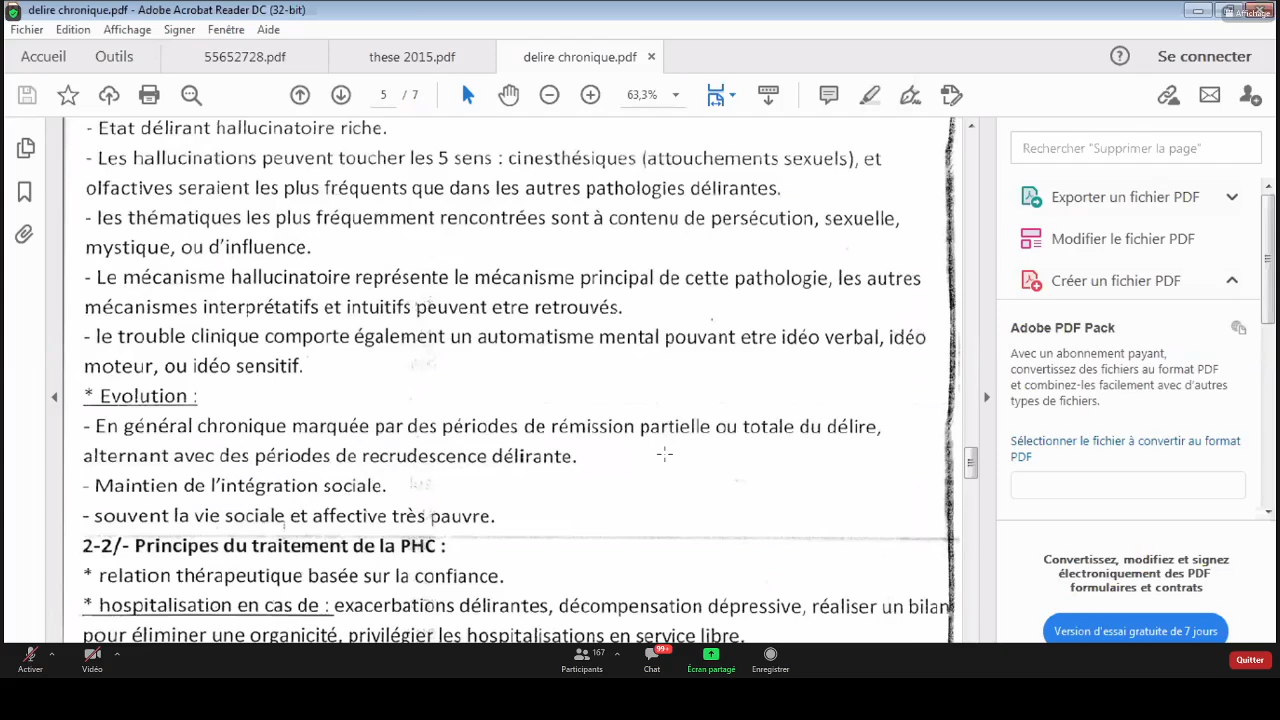 delire chronique.pdf - Adobe Acrobat Reader DC (32-bit)
Affichage
Fichier Edition Affichage Signer Fenêtre Aide
Accueil Outils 55652728.pdf these 2015.pdf delire chronique.pdf × Se connecter
5 / 7 63,3%
- Etat délirant hallucinatoire riche.
- Les hallucinations peuvent toucher les 5 sens : cinesthésiques (attouchements sexuels), et
olfactives seraient les plus fréquents que dans les autres pathologies délirantes.
- les thématiques les plus fréquemment rencontrées sont à contenu de persécution, sexuelle,
mystique, ou d'influence.
- Le mécanisme hallucinatoire représente le mécanisme principal de cette pathologie, les autres
mécanismes interprétatifs et intuitifs peuvent etre retrouvés.
- le trouble clinique comporte également un automatisme mental pouvant etre idéo verbal, idéo
moteur, ou idéo sensitif.
* Evolution :
- En général chronique marquée par des périodes de rémission partielle ou totale du délire,
alternant avec des périodes de recrudescence délirante.
- Maintien de l'intégration sociale.
- souvent la vie sociale et affective très pauvre.
2-2/- Principes du traitement de la PHC :
* relation thérapeutique basée sur la confiance.
* hospitalisation en cas de : exacerbations délirantes, décompensation dépressive, réaliser un bilan
pour éliminer une organicité, privilégier les hospitalisations en service libre.
Rechercher "Supprimer la page"
Exporter un fichier PDF
Modifier le fichier PDF
Créer un fichier PDF
Adobe PDF Pack
Avec un abonnement payant,
convertissez des fichiers au format PDF
et combinez-les facilement avec d'autres
types de fichiers.
Sélectionner le fichier à convertir au format
PDF
Convertissez, modifiez et signez
électroniquement des PDF
formulaires et contrats
Version d'essai gratuite de 7 jours
Activer Vidéo Participants 167 Chat 99+ Écran partagé Enregistrer Quitter